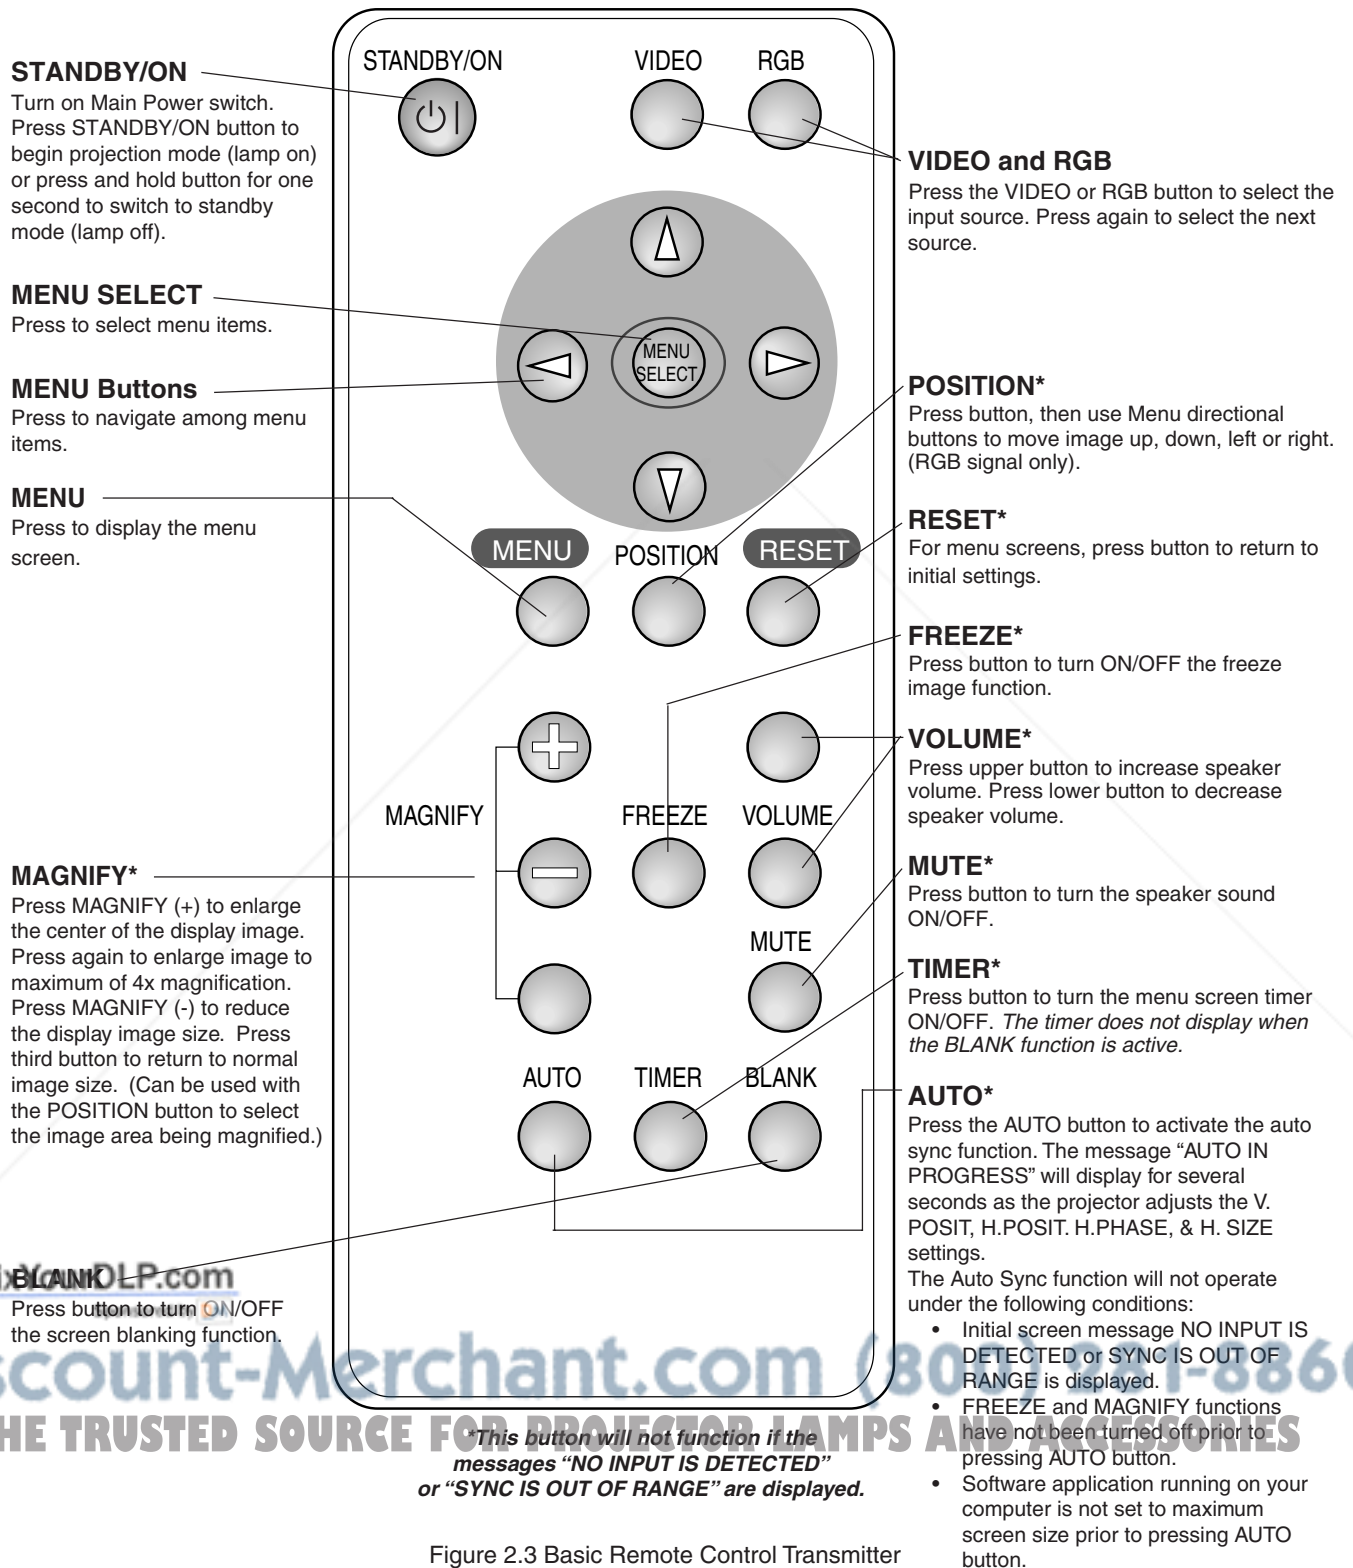 STANDBY/ON
Turn on Main Power switch.
Press STANDBY/ON button to
begin projection mode (lamp on)
or press and hold button for one
second to switch to standby
mode (lamp off).
MENU SELECT
Press to select menu items.
MENU Buttons
Press to navigate among menu
items.
MENU
Press to display the menu
screen.
MAGNIFY*
Press MAGNIFY (+) to enlarge
the center of the display image.
Press again to enlarge image to
maximum of 4x magnification.
Press MAGNIFY (-) to reduce
the display image size. Press
third button to return to normal
image size. (Can be used with
the POSITION button to select
the image area being magnified.)
BLANK
Press button to turn ON/OFF
the screen blanking function.
STANDBY/ON VIDEO RGB
MENU
SELECT
MENU POSITION RESET
MAGNIFY FREEZE VOLUME
MUTE
AUTO TIMER BLANK
VIDEO and RGB
Press the VIDEO or RGB button to select the
input source. Press again to select the next
source.
POSITION*
Press button, then use Menu directional
buttons to move image up, down, left or right.
(RGB signal only).
RESET*
For menu screens, press button to return to
initial settings.
FREEZE*
Press button to turn ON/OFF the freeze
image function.
VOLUME*
Press upper button to increase speaker
volume. Press lower button to decrease
speaker volume.
MUTE*
Press button to turn the speaker sound
ON/OFF.
TIMER*
Press button to turn the menu screen timer
ON/OFF. The timer does not display when
the BLANK function is active.
AUTO*
Press the AUTO button to activate the auto
sync function. The message “AUTO IN
PROGRESS” will display for several
seconds as the projector adjusts the V.
POSIT, H.POSIT. H.PHASE, & H. SIZE
settings.
The Auto Sync function will not operate
under the following conditions:
• Initial screen message NO INPUT IS
DETECTED or SYNC IS OUT OF
RANGE is displayed.
• FREEZE and MAGNIFY functions
have not been turned off prior to
pressing AUTO button.
• Software application running on your
computer is not set to maximum
screen size prior to pressing AUTO
button.
ixYourDLP.com
scount-Merchant.com (800) 281-8860
HE TRUSTED SOURCE FOR PROJECTOR LAMPS AND ACCESSORIES
*This button will not function if the
messages “NO INPUT IS DETECTED”
or “SYNC IS OUT OF RANGE” are displayed.
Figure 2.3 Basic Remote Control Transmitter